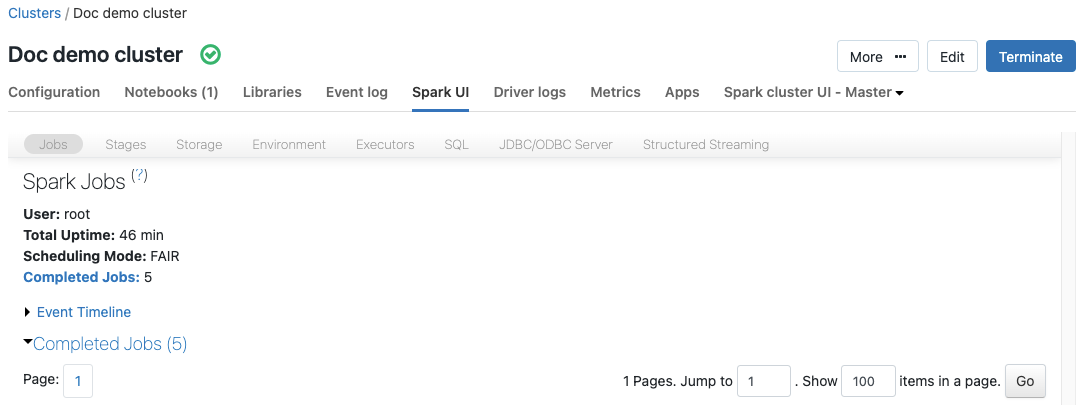 Clusters / Doc demo cluster
Doc demo cluster
More ••• Edit Terminate
Configuration Notebooks (1) Libraries Event log Spark UI Driver logs Metrics Apps Spark cluster UI - Master
Jobs Stages Storage Environment Executors SQL JDBC/ODBC Server Structured Streaming
Spark Jobs (?)
User: root
Total Uptime: 46 min
Scheduling Mode: FAIR
Completed Jobs: 5
Event Timeline
Completed Jobs (5)
Page: 1 1 Pages. Jump to 1 . Show 100 items in a page. Go